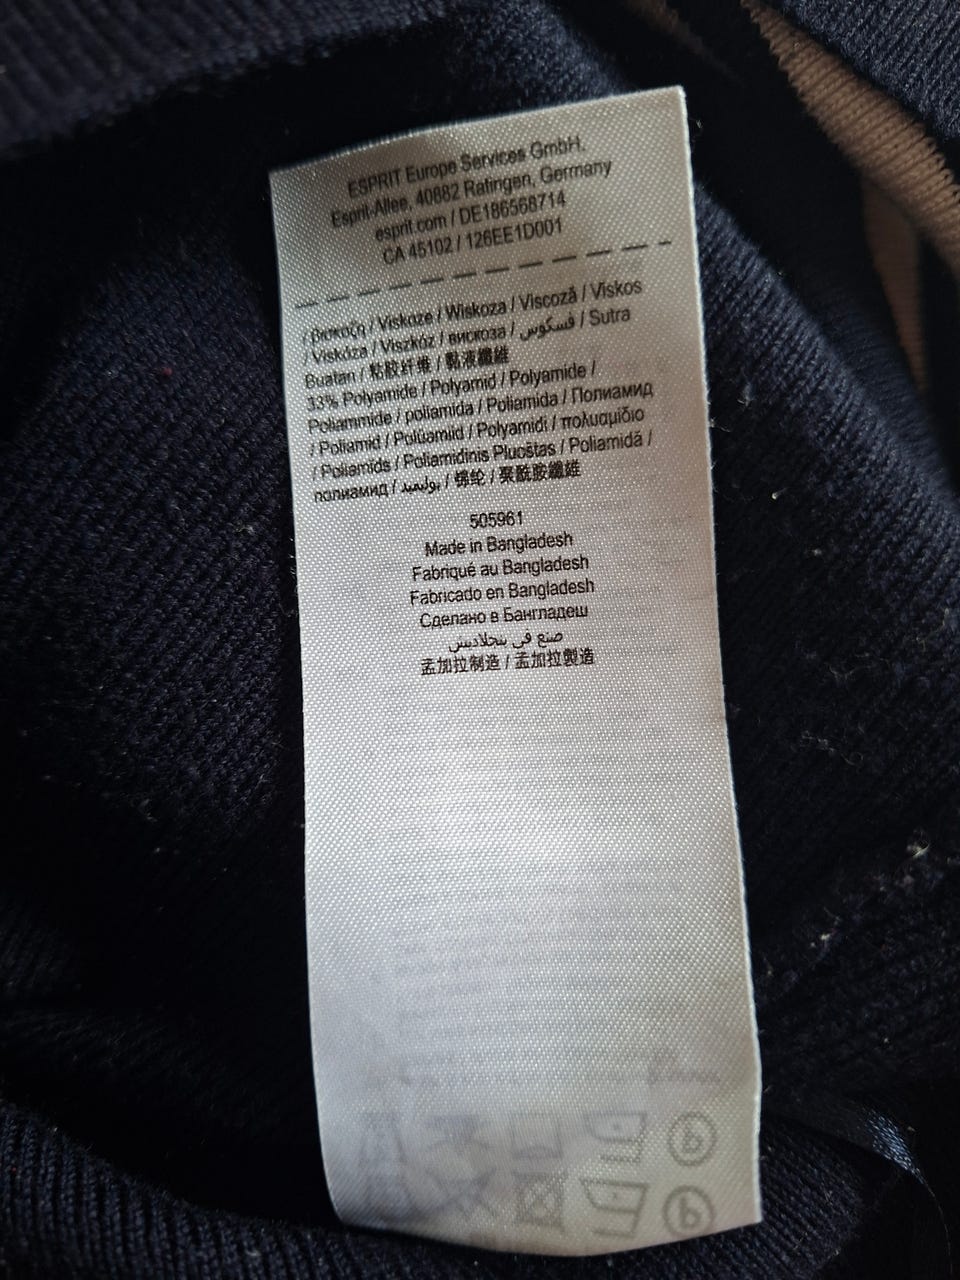 ESPRIT Europe Services GmbH,
Esprit-Allee, 40882 Ratingen, Germany
esprit.com / DE186568714
CA 45102 / 126EE1D001
/ βισκοζη / Viskoze / Wiskoza / Viscoză / Viskos
/ Viskóza / Viszkóz / вискоза / فسكوس / Sutra
Buatan / 粘胶纤维 / 黏液纖維
33% Polyamide / Polyamid / Polyamide /
Poliammide / poliamida / Poliamida / Полиамид
/ Poliamid / Polüamiid / Polyamidi / πολυαμίδιο
/ Poliamids / Poliamidinis Pluoštas / Poliamidă /
полиамид / بوليميد / 锦纶 / 聚酰胺纖維
505961
Made in Bangladesh
Fabriqué au Bangladesh
Fabricado en Bangladesh
Сделано в Бангладеш
صنع في بنجلاديش
孟加拉制造 / 孟加拉製造